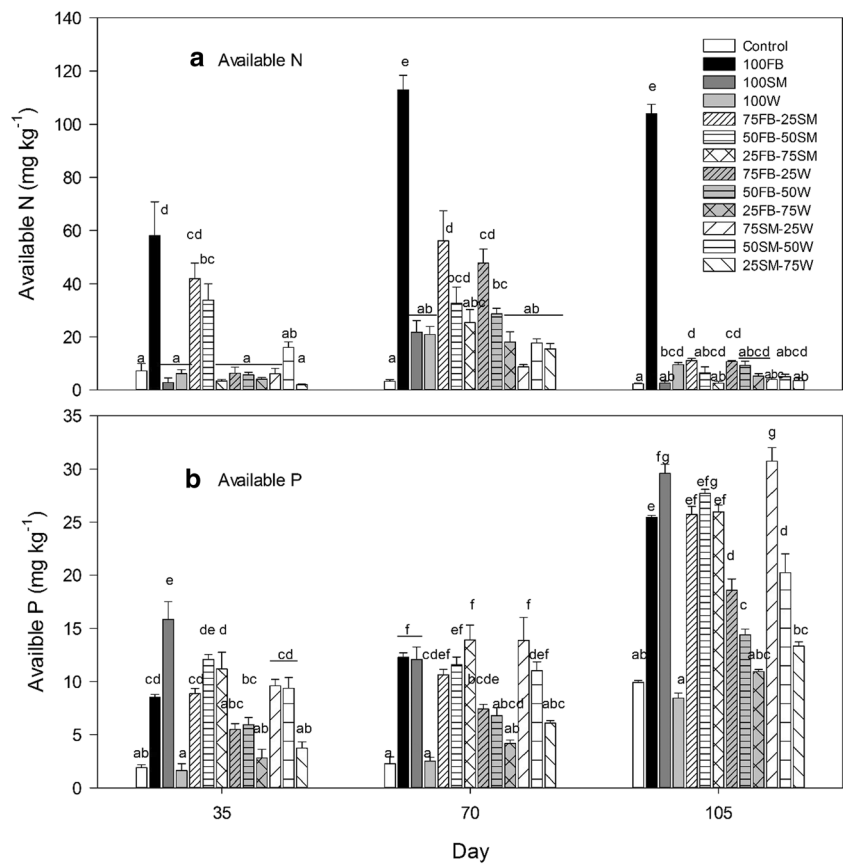 140
120
100
80
60
40
20
0
Available N (mg kg-1)
a Available N
Control
100FB
100SM
100W
75FB-25SM
50FB-50SM
25FB-75SM
75FB-25W
50FB-50W
25FB-75W
75SM-25W
50SM-50W
25SM-75W
a d a cd bc a ab a
a e ab d bcd abc cd bc ab
a e ab bcd d abcd ab cd abcd abc abcd ab
35
30
25
20
15
10
5
0
Availble P (mg kg-1)
b Available P
ab cd e a cd de d abc bc ab cd ab
a f a cdef ef f bcde abcd ab f def abc
ab e fg a ef efg ef d c abc g d bc
35 70 105
Day